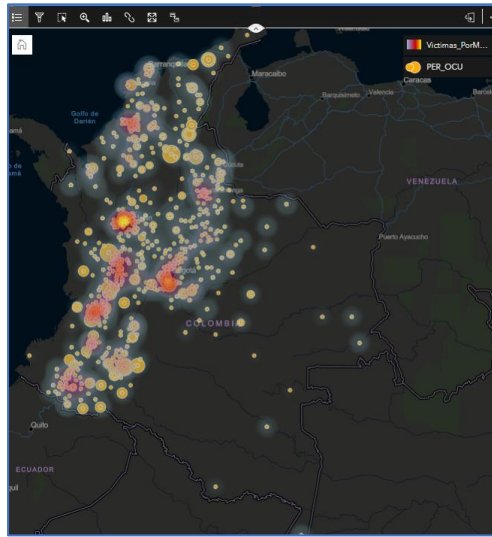 Victimas_PorM...
PER_OCU
Maracaibo
Caracas
Barquisimeto
Valencia
Golfo de
Darién
VENEZUELA
Puerto Ayacucho
COLOMBIA
Quito
ECUADOR